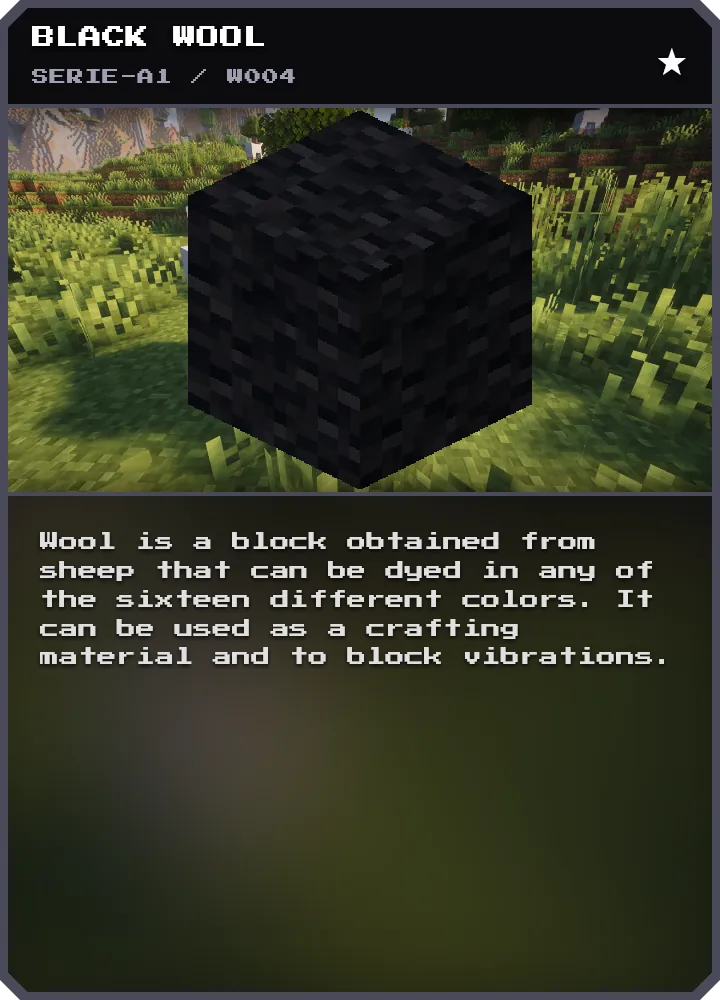 BLACK WOOL
SERIE-A1 / W004
Wool is a block obtained from
sheep that can be dyed in any of
the sixteen different colors. It
can be used as a crafting
material and to block vibrations.